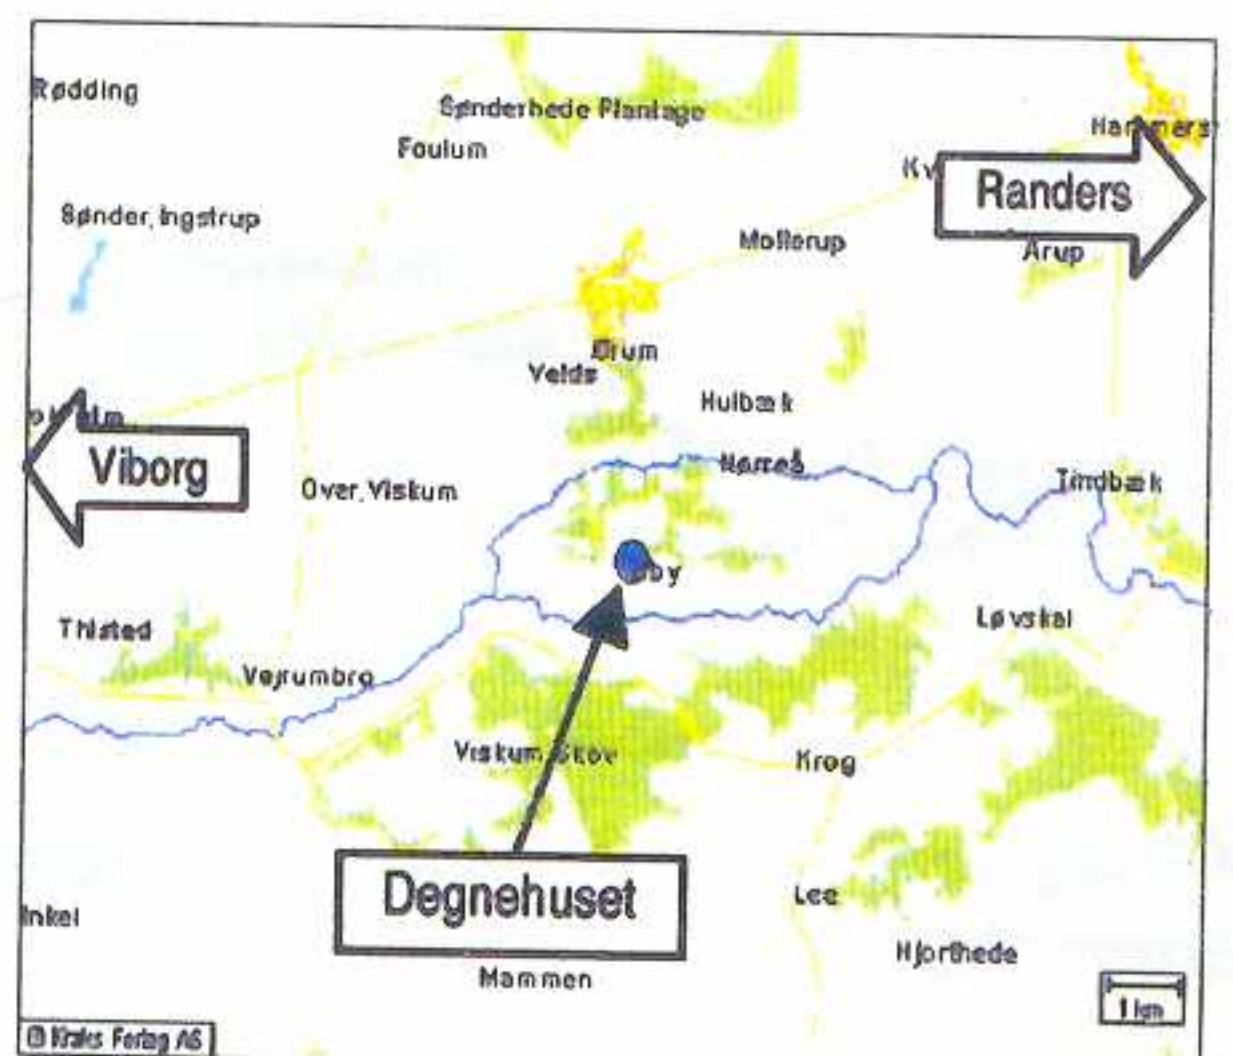 Rødding
Sønderhede Plantage
Foulum
Randers
Sønder, Ingstrup
Mollerup
Arup
Ørum
Velds
Hulbæk
Viborg
Nørreå
Over, Viskum
Tindbæk
Thisted
Løvskal
Vejrumbro
Viskum, Skov
Krog
Degnehuset
Lee
Inkel
Hjorthede
Mammen
1 km
© Kraks Forlag AS